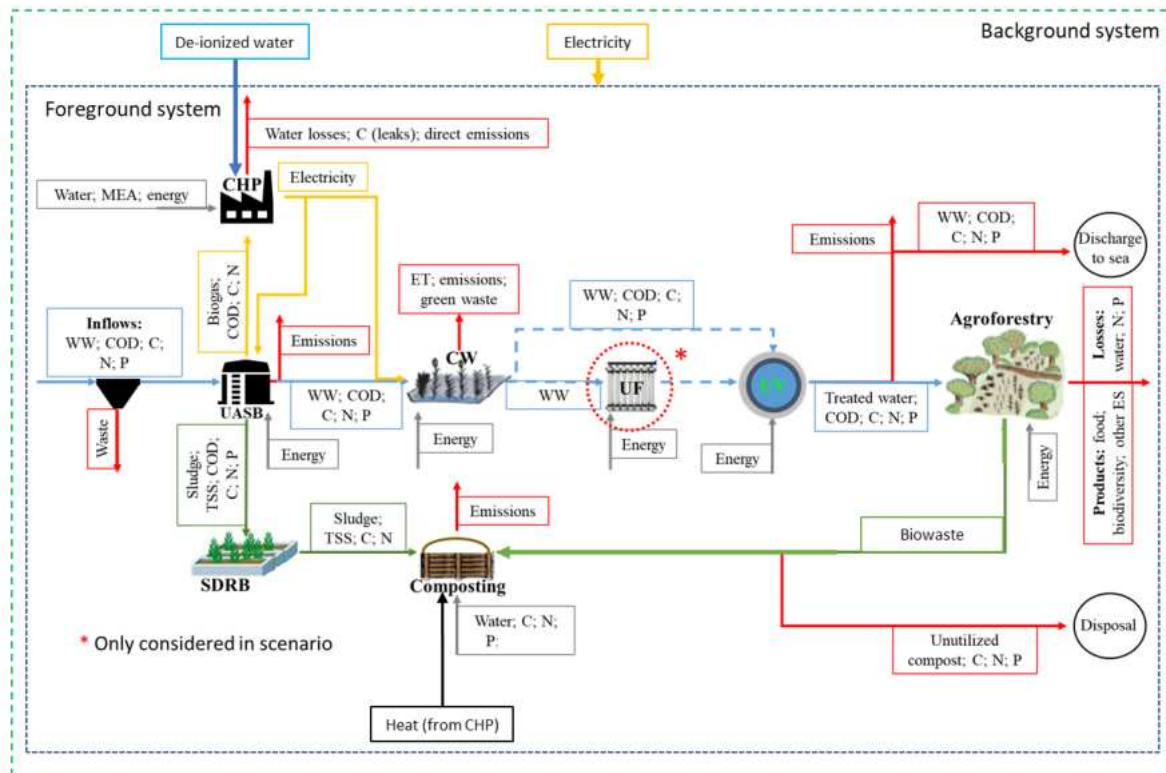 Background system
De-ionized water
Electricity
Foreground system
Water losses; C (leaks); direct emissions
CHP
Electricity
Water; MEA; energy
Biogas;
COD; C; N
Inflows:
WW; COD; C;
N; P
Waste
UASB
Emissions
WW; COD;
C; N; P
Energy
ET; emissions;
green waste
CW
Energy
WW; COD; C;
N; P
WW
*
UF
Energy
UV
Energy
Emissions
WW; COD;
C; N; P
Discharge
to sea
Treated water;
COD; C; N; P
Agroforestry
Energy
Losses:
water; N; P
Products: food;
biodiversity; other ES
Sludge;
TSS; COD;
C; N; P
SDRB
Sludge;
TSS; C; N
Emissions
Composting
Biowaste
Water; C; N;
P:
Heat (from CHP)
Unutilized
compost; C; N; P
Disposal
* Only considered in scenario